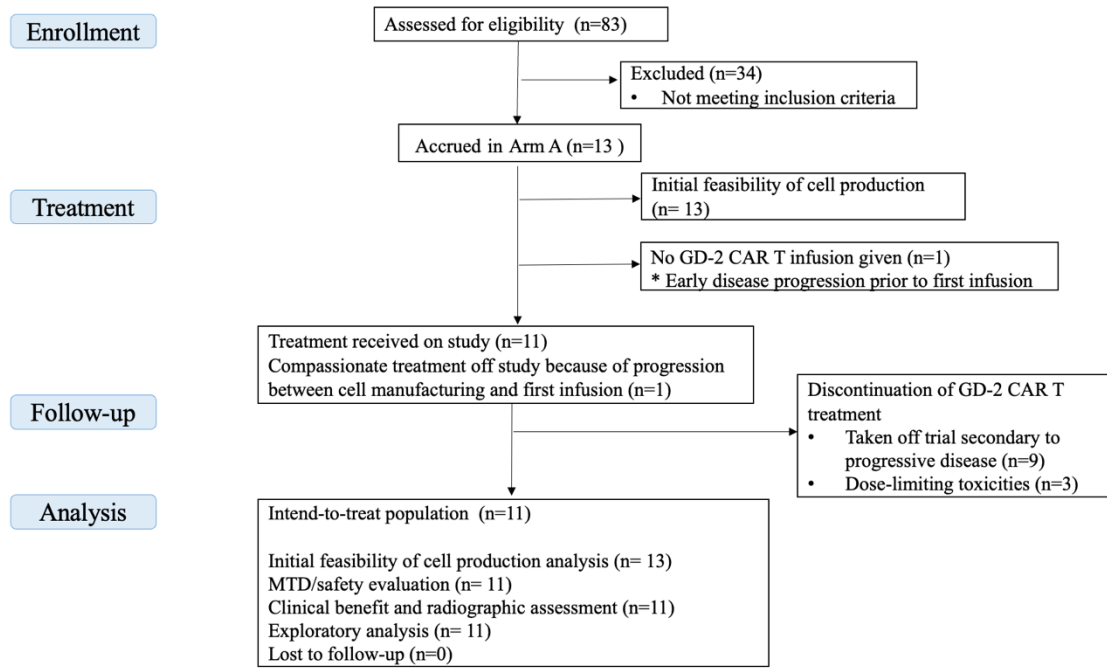 Enrollment
Assessed for eligibility (n=83)
Excluded (n=34)
• Not meeting inclusion criteria
Accrued in Arm A (n=13 )
Treatment
Initial feasibility of cell production
(n= 13)
No GD-2 CAR T infusion given (n=1)
* Early disease progression prior to first infusion
Treatment received on study (n=11)
Compassionate treatment off study because of progression
between cell manufacturing and first infusion (n=1)
Follow-up
Discontinuation of GD-2 CAR T
treatment
• Taken off trial secondary to
progressive disease (n=9)
• Dose-limiting toxicities (n=3)
Analysis
Intend-to-treat population (n=11)
Initial feasibility of cell production analysis (n= 13)
MTD/safety evaluation (n= 11)
Clinical benefit and radiographic assessment (n=11)
Exploratory analysis (n= 11)
Lost to follow-up (n=0)